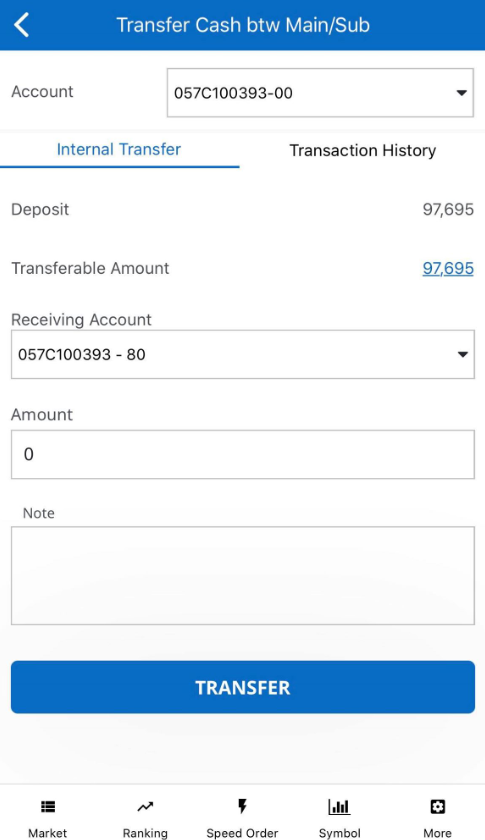 Transfer Cash btw Main/Sub
Account
057C100393-00
Internal Transfer
Transaction History
Deposit
97,695
Transferable Amount
97,695
Receiving Account
057C100393 - 80
Amount
0
Note
TRANSFER
Market
Ranking
Speed Order
Symbol
More